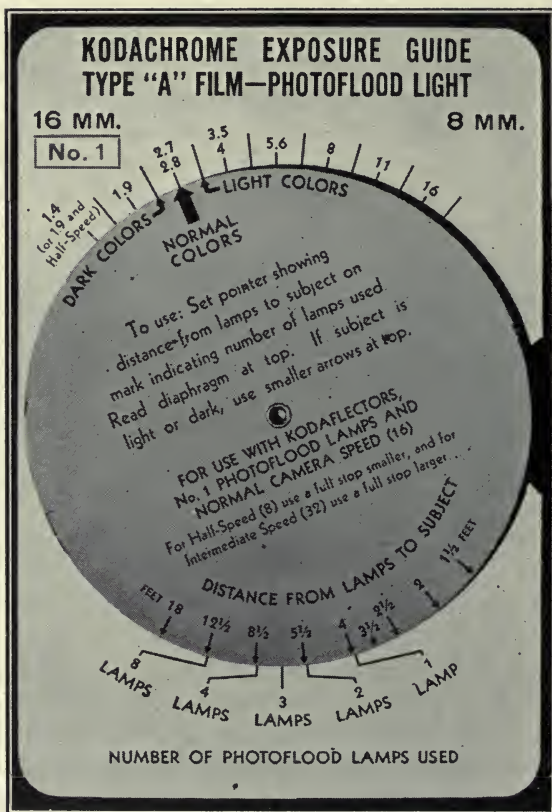 KODACHROME EXPOSURE GUIDE
TYPE "A" FILM—PHOTOFLOOD LIGHT
16 MM.
8 MM.
No. 1
1.4
(or 1.9 and
Half-Speed)
1.9
2.7
2.8
3.5
4
5.6
8
11
16
DARK COLORS
NORMAL
COLORS
LIGHT COLORS
To use: Set pointer showing
distance from lamps to subject on
mark indicating number of lamps used.
Read diaphragm at top. If subject is
light or dark, use smaller arrows at top.
FOR USE WITH KODAFLECTORS,
No. 1 PHOTOFLOOD LAMPS AND
NORMAL CAMERA SPEED (16)
For Half-Speed (8) use a full stop smaller, and for
Intermediate Speed (32) use a full stop larger...
DISTANCE FROM LAMPS TO SUBJECT
FEET 18
12½
8½
5½
4
3½
2½
2
1½ FEET
8
LAMPS
4
LAMPS
3
LAMPS
2
LAMPS
1
LAMP
NUMBER OF PHOTOFLOOD LAMPS USED